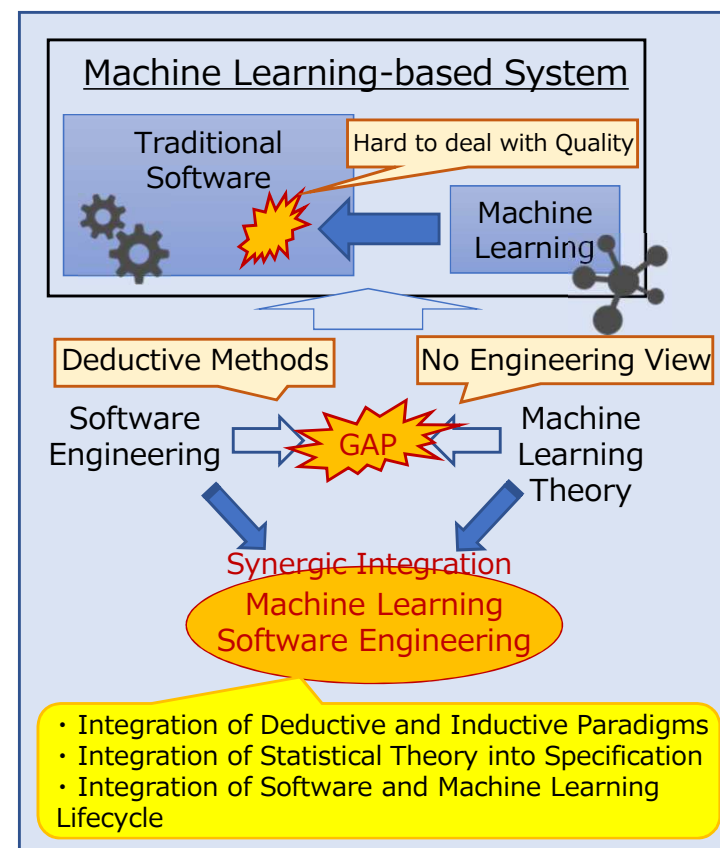 Machine Learning-based System
Traditional
Software
Hard to deal with Quality
Machine
Learning
Deductive Methods
No Engineering View
Software
Engineering
GAP
Machine
Learning
Theory
Synergic Integration
Machine Learning
Software Engineering
・Integration of Deductive and Inductive Paradigms
・Integration of Statistical Theory into Specification
・Integration of Software and Machine Learning
Lifecycle